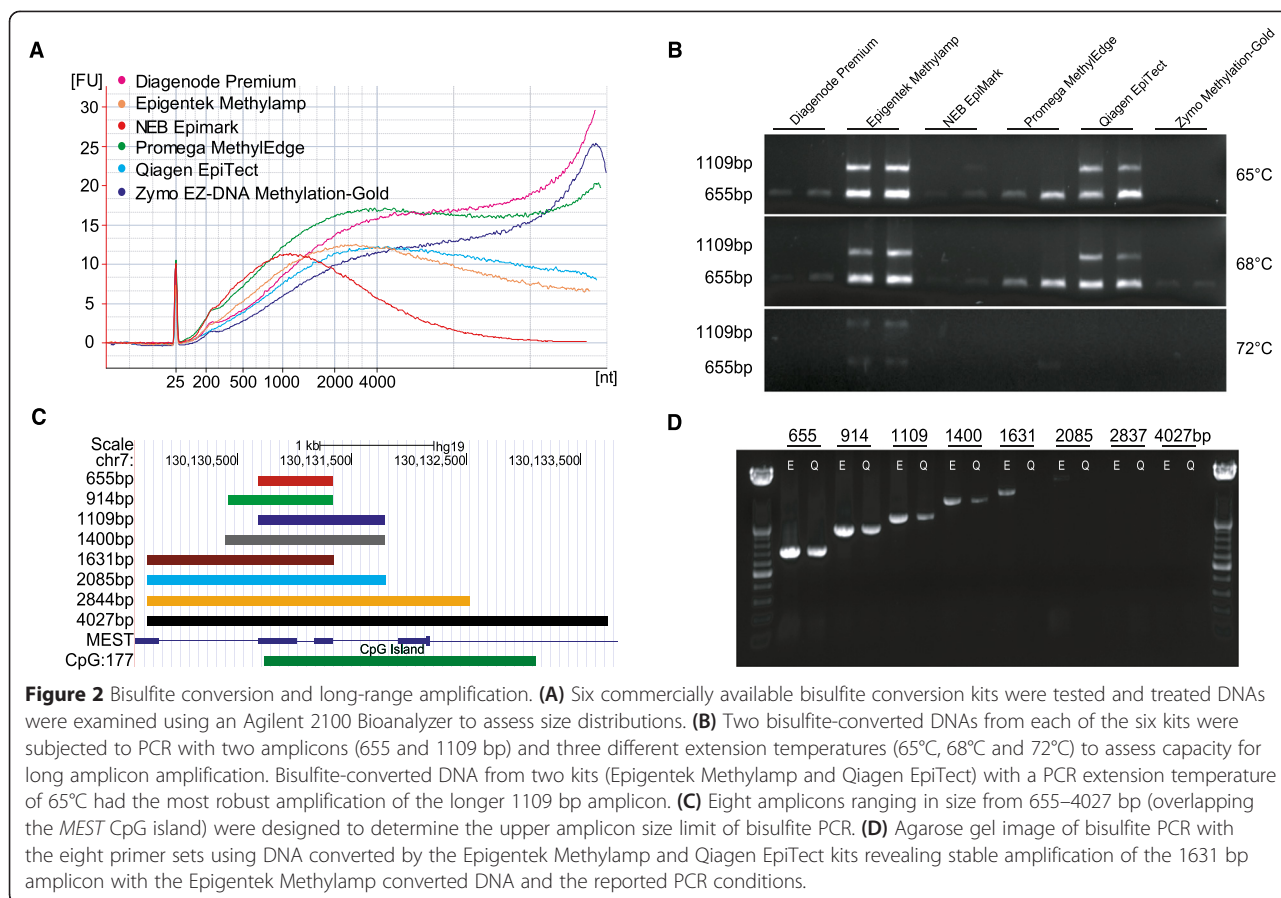 A
[FU]
Diagenode Premium
Epigentek Methylamp
NEB Epimark
Promega MethylEdge
Qiagen EpiTect
Zymo EZ-DNA Methylation-Gold
30
25
20
15
10
5
0
25 200 500 1000 2000 4000 [nt]
B
Diagenode Premium
Epigentek Methylamp
NEB EpiMark
Promega MethylEdge
Qiagen EpiTect
Zymo Methylation-Gold
1109bp
655bp
65°C
1109bp
655bp
68°C
1109bp
655bp
72°C
C
Scale 1 kb hg19
chr7: 130,130,500 130,131,500 130,132,500 130,133,500
655bp
914bp
1109bp
1400bp
1631bp
2085bp
2844bp
4027bp
MEST
CpG Island
CpG:177
D
655 914 1109 1400 1631 2085 2837 4027bp
E Q E Q E Q E Q E Q E Q E Q E Q
Figure 2 Bisulfite conversion and long-range amplification. (A) Six commercially available bisulfite conversion kits were tested and treated DNAs
were examined using an Agilent 2100 Bioanalyzer to assess size distributions. (B) Two bisulfite-converted DNAs from each of the six kits were
subjected to PCR with two amplicons (655 and 1109 bp) and three different extension temperatures (65°C, 68°C and 72°C) to assess capacity for
long amplicon amplification. Bisulfite-converted DNA from two kits (Epigentek Methylamp and Qiagen EpiTect) with a PCR extension temperature
of 65°C had the most robust amplification of the longer 1109 bp amplicon. (C) Eight amplicons ranging in size from 655–4027 bp (overlapping
the MEST CpG island) were designed to determine the upper amplicon size limit of bisulfite PCR. (D) Agarose gel image of bisulfite PCR with
the eight primer sets using DNA converted by the Epigentek Methylamp and Qiagen EpiTect kits revealing stable amplification of the 1631 bp
amplicon with the Epigentek Methylamp converted DNA and the reported PCR conditions.